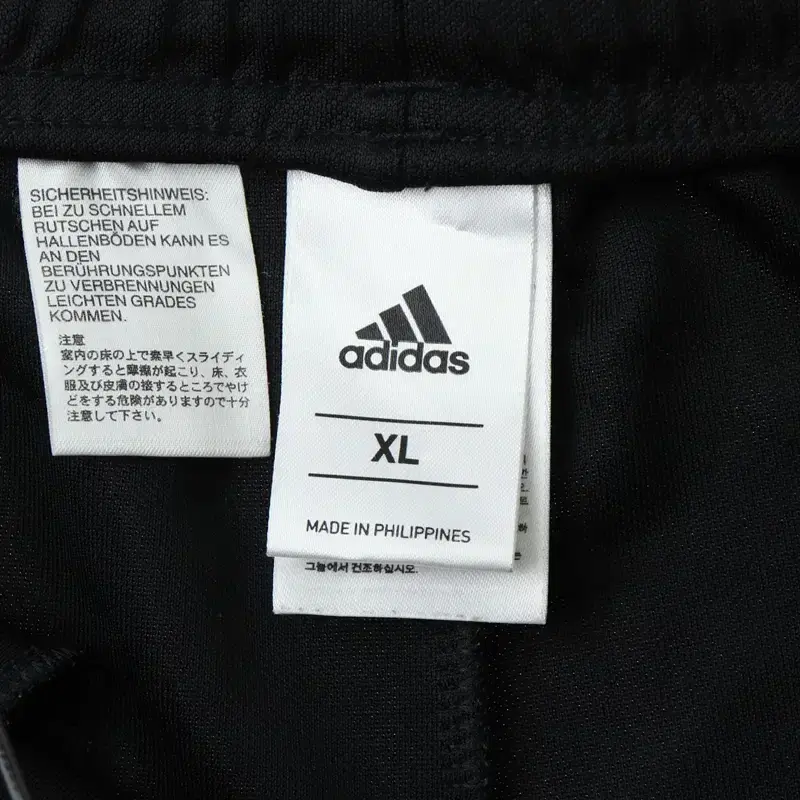 SICHERHEITSHINWEIS:
BEI ZU SCHNELLEM
RUTSCHEN AUF
HALLENBÖDEN KANN ES
AN DEN
BERÜHRUNGSPUNKTEN
ZU VERBRENNUNGEN
LEICHTEN GRADES
KOMMEN.
注意
室内の床の上で素早くスライディ
ングすると摩擦が起こり、床、衣
服及び皮膚の接するところでやけ
どをする危険がありますので十分
注意して下さい。
adidas
XL
MADE IN PHILIPPINES
그늘에서 건조하십시오.